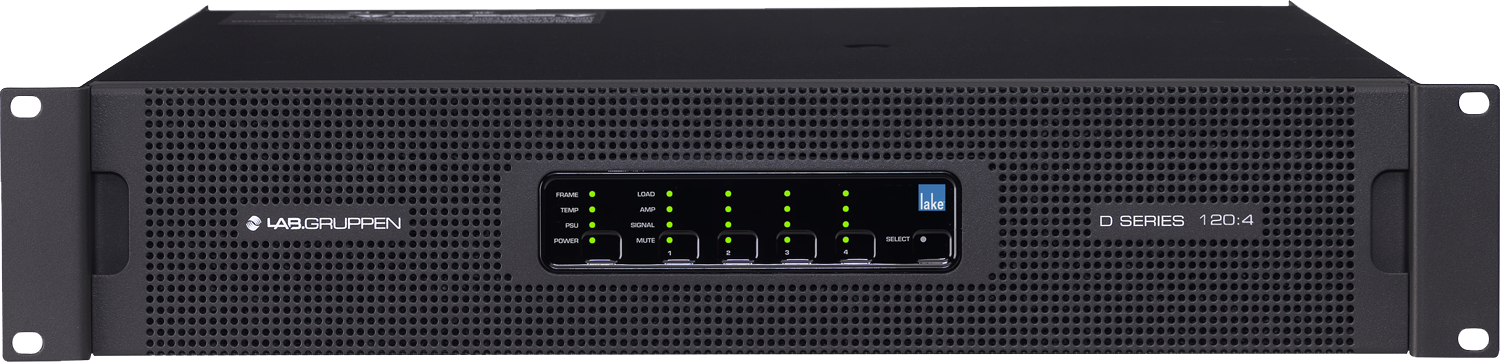 LAB.GRUPPEN
FRAME
TEMP
PSU
POWER
LOAD
AMP
SIGNAL
MUTE
1 2 3 4
SELECT
lake
D SERIES 120:4